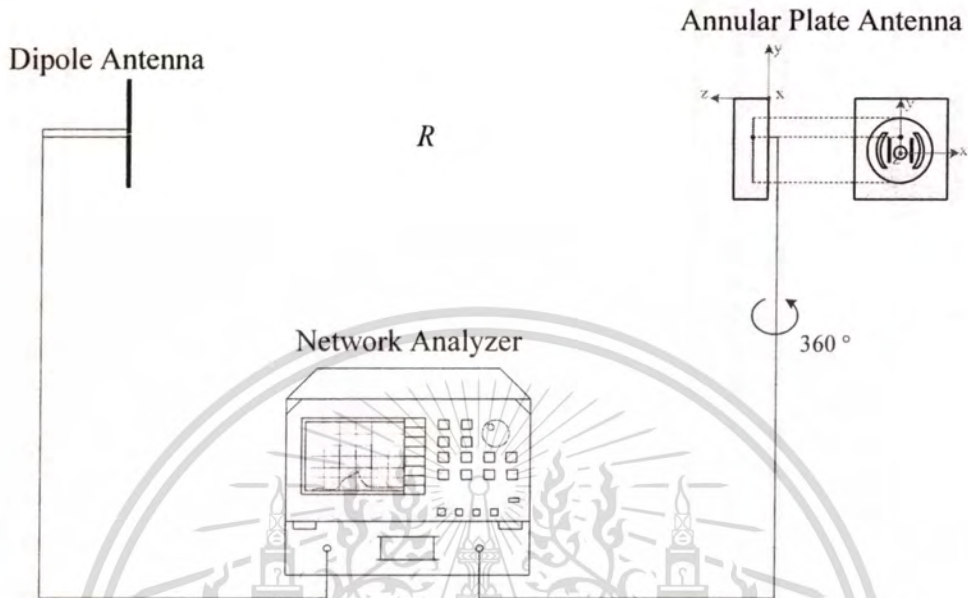 Annular Plate Antenna
Dipole Antenna
y
z
x
y
x
z
R
Network Analyzer
360 °